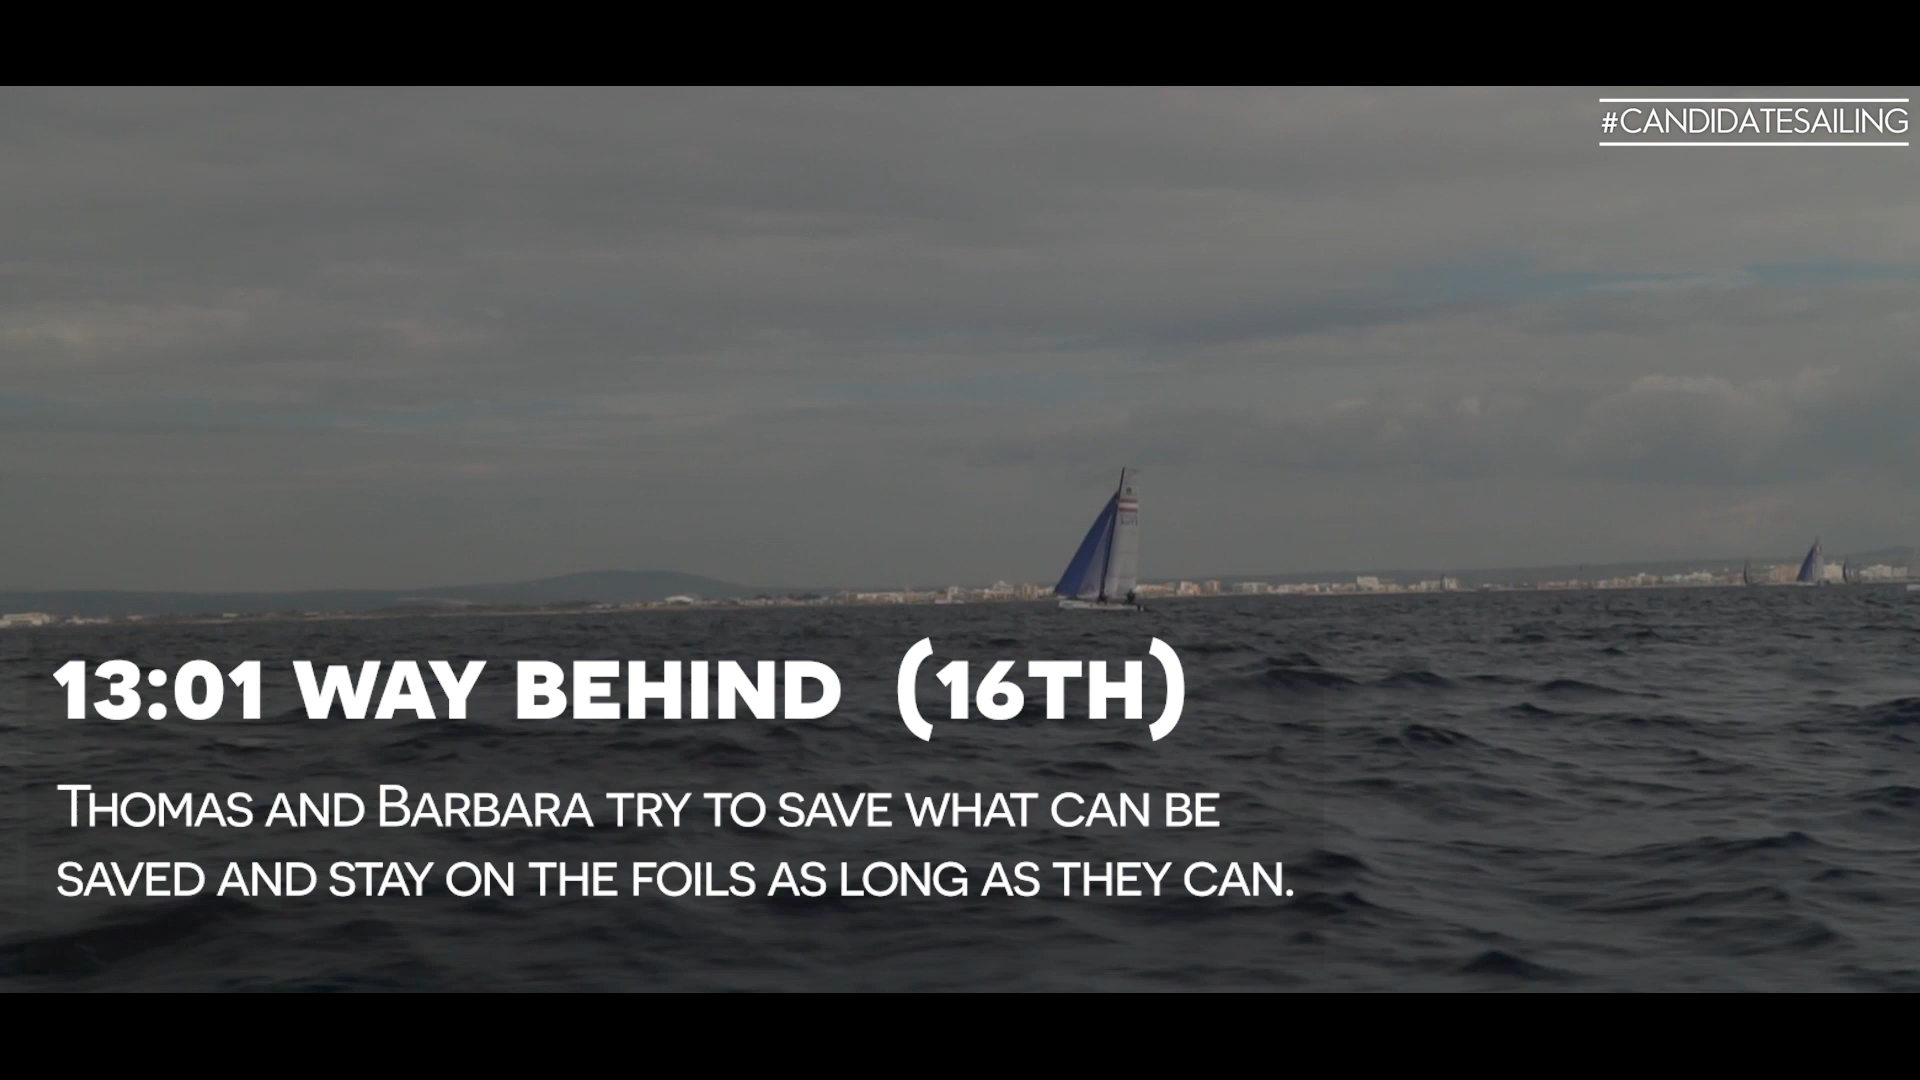 #CANDIDATESAILING
13:01 WAY BEHIND (16TH)
THOMAS AND BARBARA TRY TO SAVE WHAT CAN BE
SAVED AND STAY ON THE FOILS AS LONG AS THEY CAN.